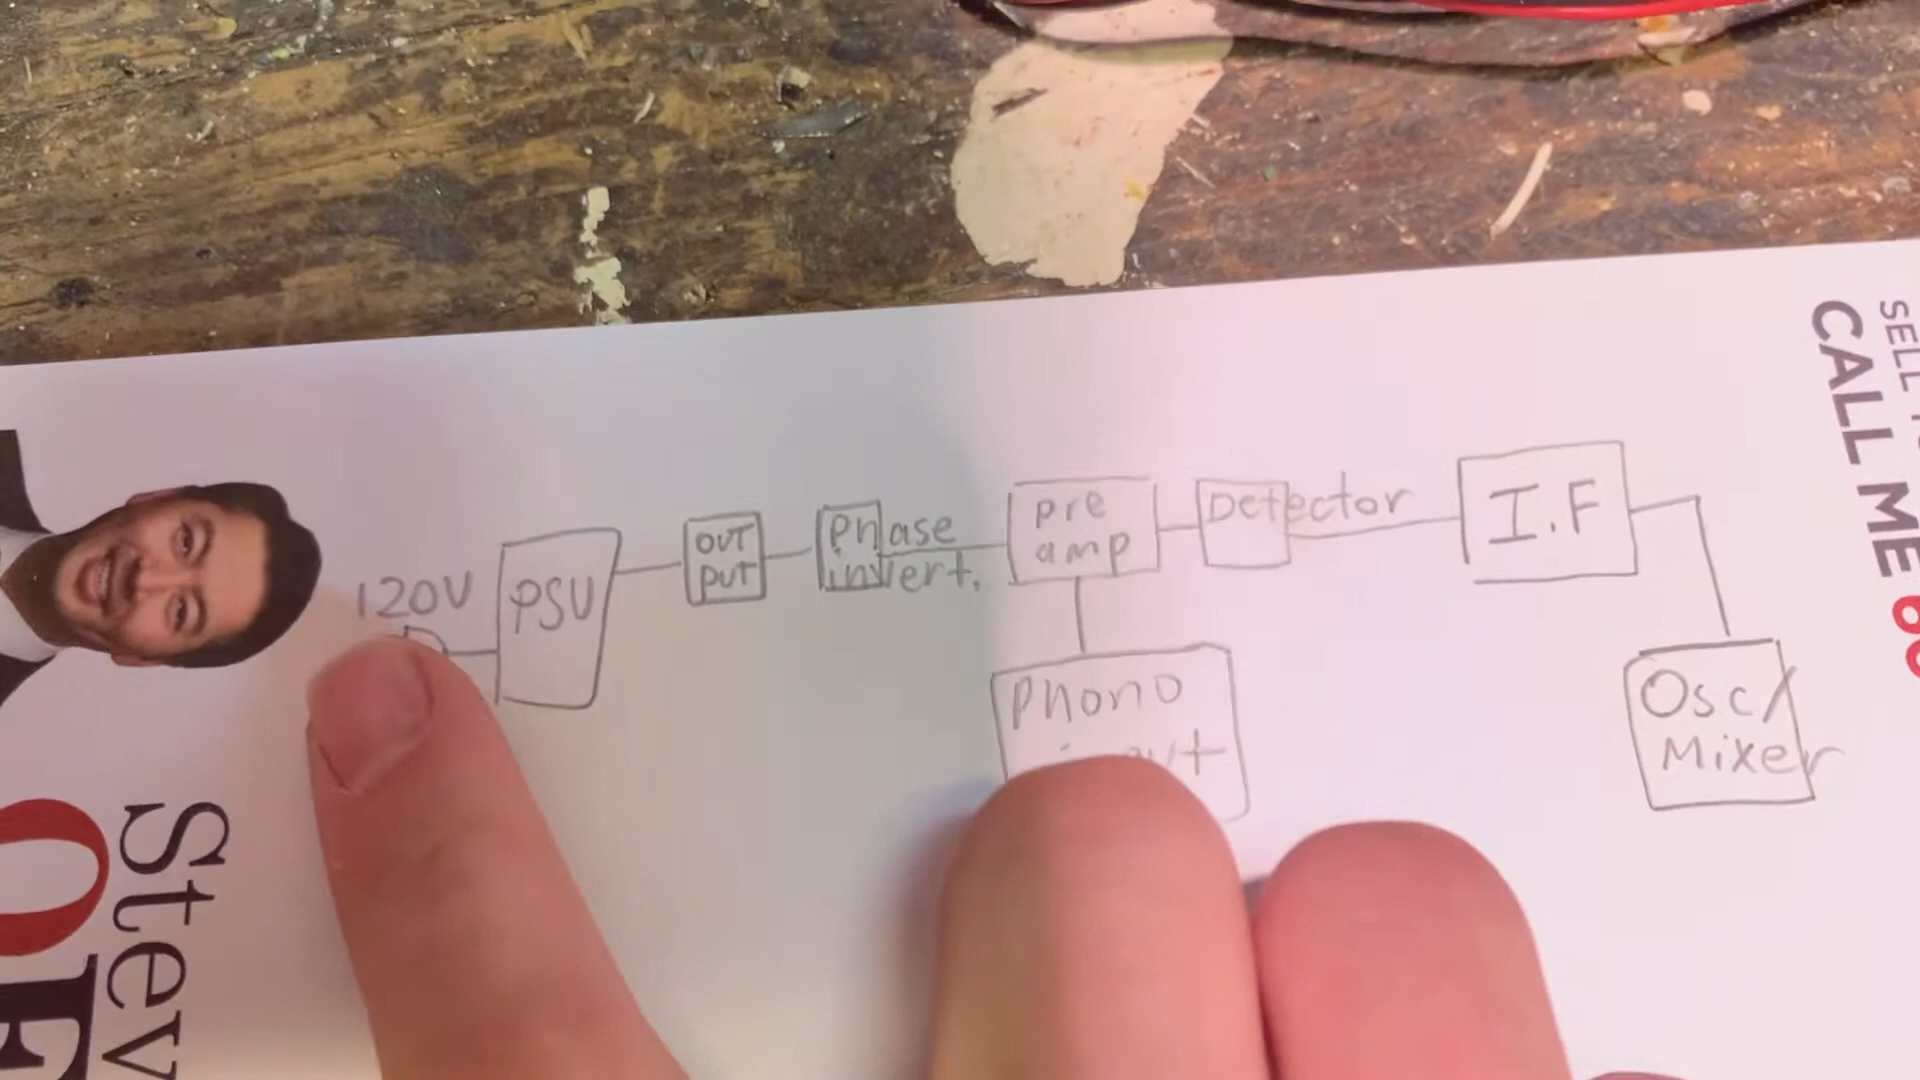 120V
PSU
OUT
PUT
Phase
invert.
pre
amp
Detector
I.F
Phono
Osc/
Mixer
CALL ME
SELL
Stev